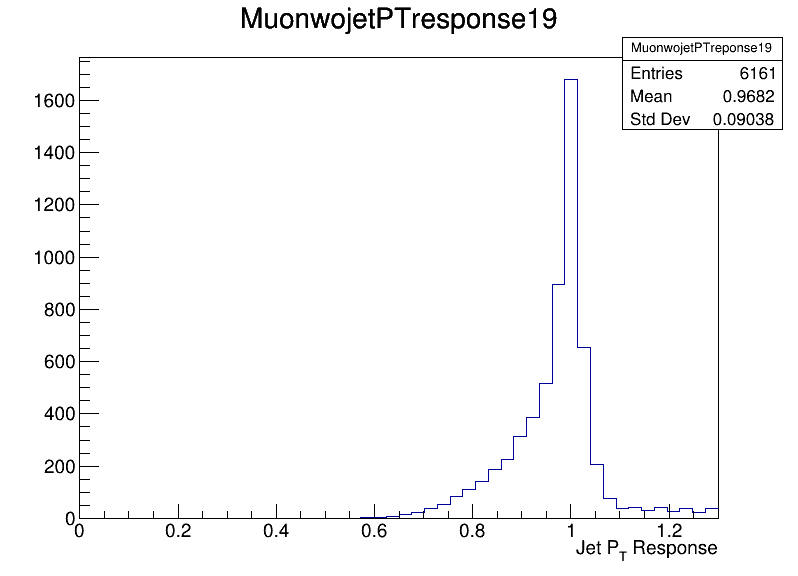 MuonwojetPTresponse19
MuonwojetPTreponse19
Entries 6161
Mean 0.9682
Std Dev 0.09038
1600
1400
1200
1000
800
600
400
200
0
0 0.2 0.4 0.6 0.8 1 1.2
Jet P_T Response